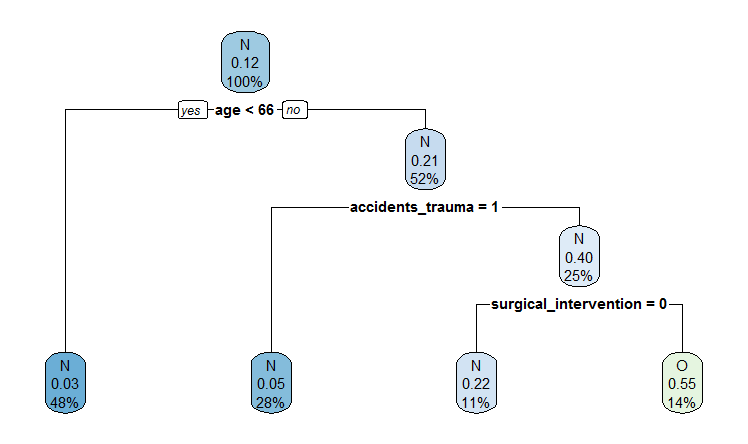 N
0.12
100%
yes age < 66 no
N
0.21
52%
accidents_trauma = 1
N
0.40
25%
surgical_intervention = 0
N
0.03
48%
N
0.05
28%
N
0.22
11%
O
0.55
14%